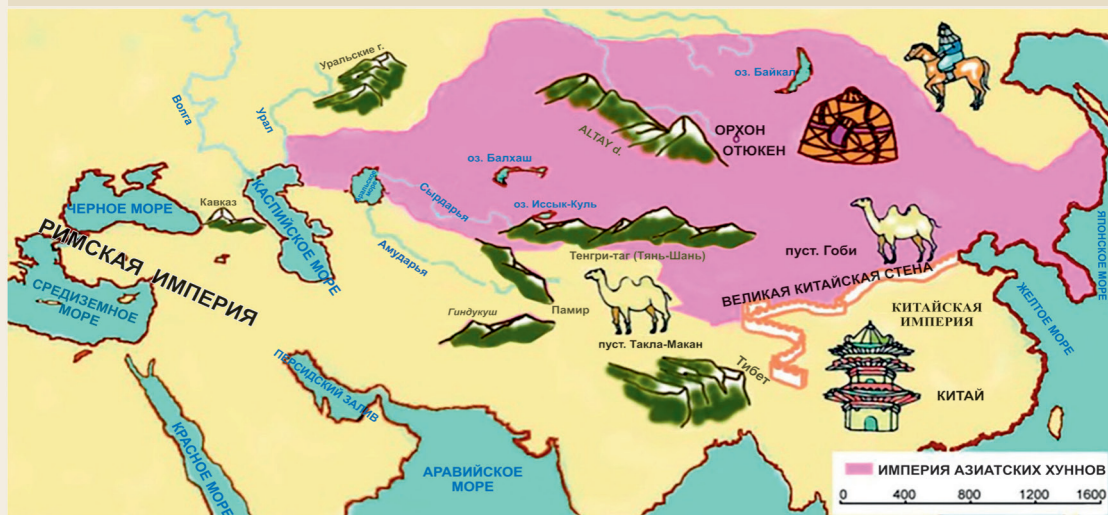 Уральские г.
оз. Байкал
Волга
Урал
ALTAY d.
ОРХОН
ОТЮКЕН
оз. Балхаш
Аральское
море
Сырдарья
оз. Иссык-Куль
КАСПИЙСКОЕ МОРЕ
Кавказ
ЧЕРНОЕ МОРЕ
РИМСКАЯ ИМПЕРИЯ
Амударья
Тенгри-таг (Тянь-Шань)
пуст. Гоби
ЯПОНСКОЕ МОРЕ
СРЕДИЗЕМНОЕ
МОРЕ
ВЕЛИКАЯ КИТАЙСКАЯ СТЕНА
КИТАЙСКАЯ
ИМПЕРИЯ
ЖЕЛТОЕ МОРЕ
Гиндукуш
Памир
пуст. Такла-Макан
Тибет
ПЕРСИДСКИЙ ЗАЛИВ
КИТАЙ
КРАСНОЕ МОРЕ
АРАВИЙСКОЕ
МОРЕ
ИМПЕРИЯ АЗИАТСКИХ ХУННОВ
0 400 800 1200 1600